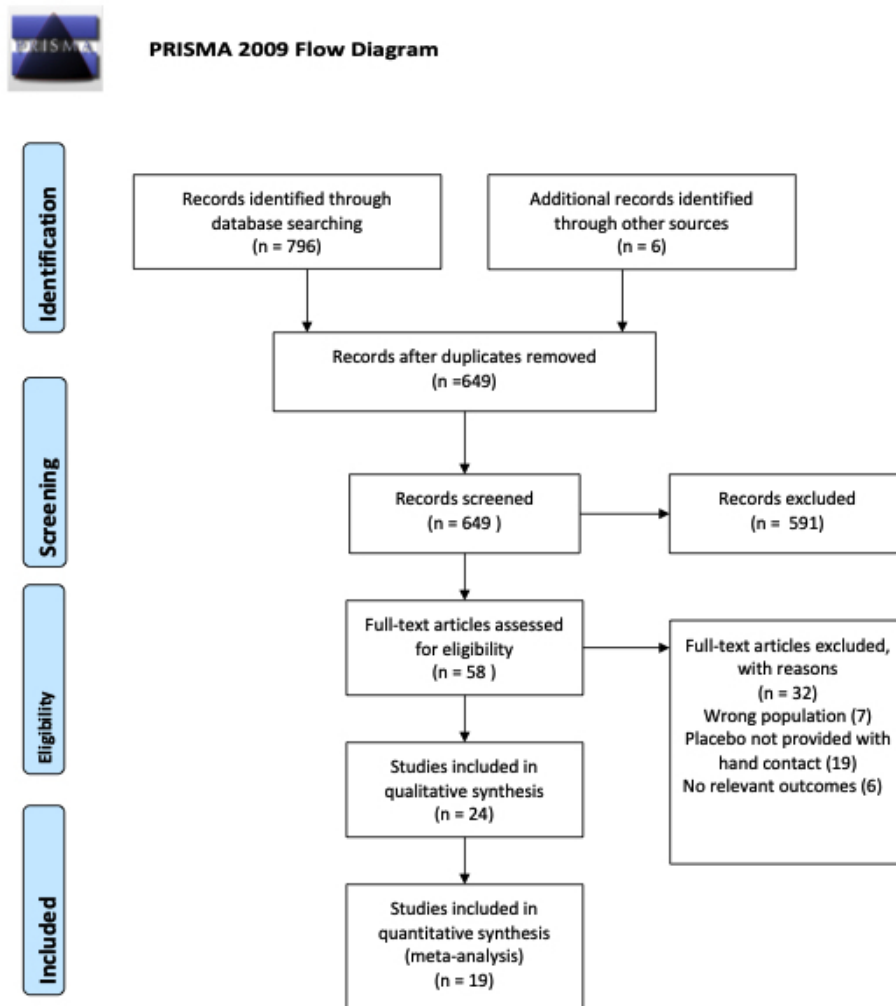 PRISMA
PRISMA 2009 Flow Diagram
Identification
Records identified through
database searching
(n = 796)
Additional records identified
through other sources
(n = 6)
Records after duplicates removed
(n =649)
Screening
Records screened
(n = 649 )
Records excluded
(n = 591)
Eligibility
Full-text articles assessed
for eligibility
(n = 58 )
Full-text articles excluded,
with reasons
(n = 32)
Wrong population (7)
Placebo not provided with
hand contact (19)
No relevant outcomes (6)
Studies included in
qualitative synthesis
(n = 24)
Included
Studies included in
quantitative synthesis
(meta-analysis)
(n = 19)